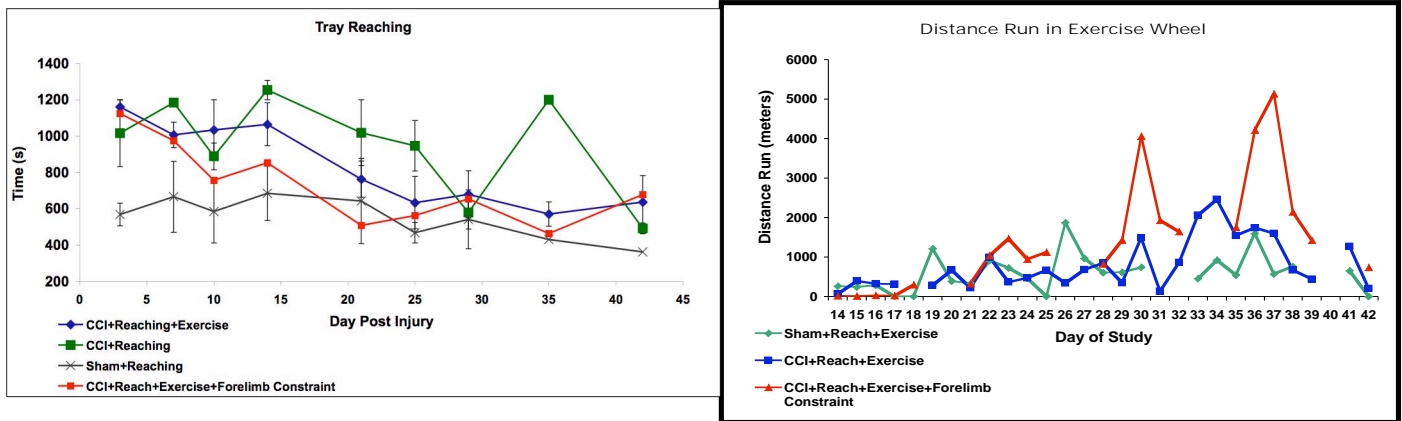 Tray Reaching
1400
1200
1000
800
600
400
200
Time (s)
0 5 10 15 20 25 30 35 40 45
Day Post Injury
CCI+Reaching+Exercise
CCI+Reaching
Sham+Reaching
CCI+Reach+Exercise+Forelimb Constraint
Distance Run in Exercise Wheel
6000
5000
4000
3000
2000
1000
0
Distance Run (meters)
14 15 16 17 18 19 20 21 22 23 24 25 26 27 28 29 30 31 32 33 34 35 36 37 38 39 40 41 42
Day of Study
Sham+Reach+Exercise
CCI+Reach+Exercise
CCI+Reach+Exercise+Forelimb
Constraint